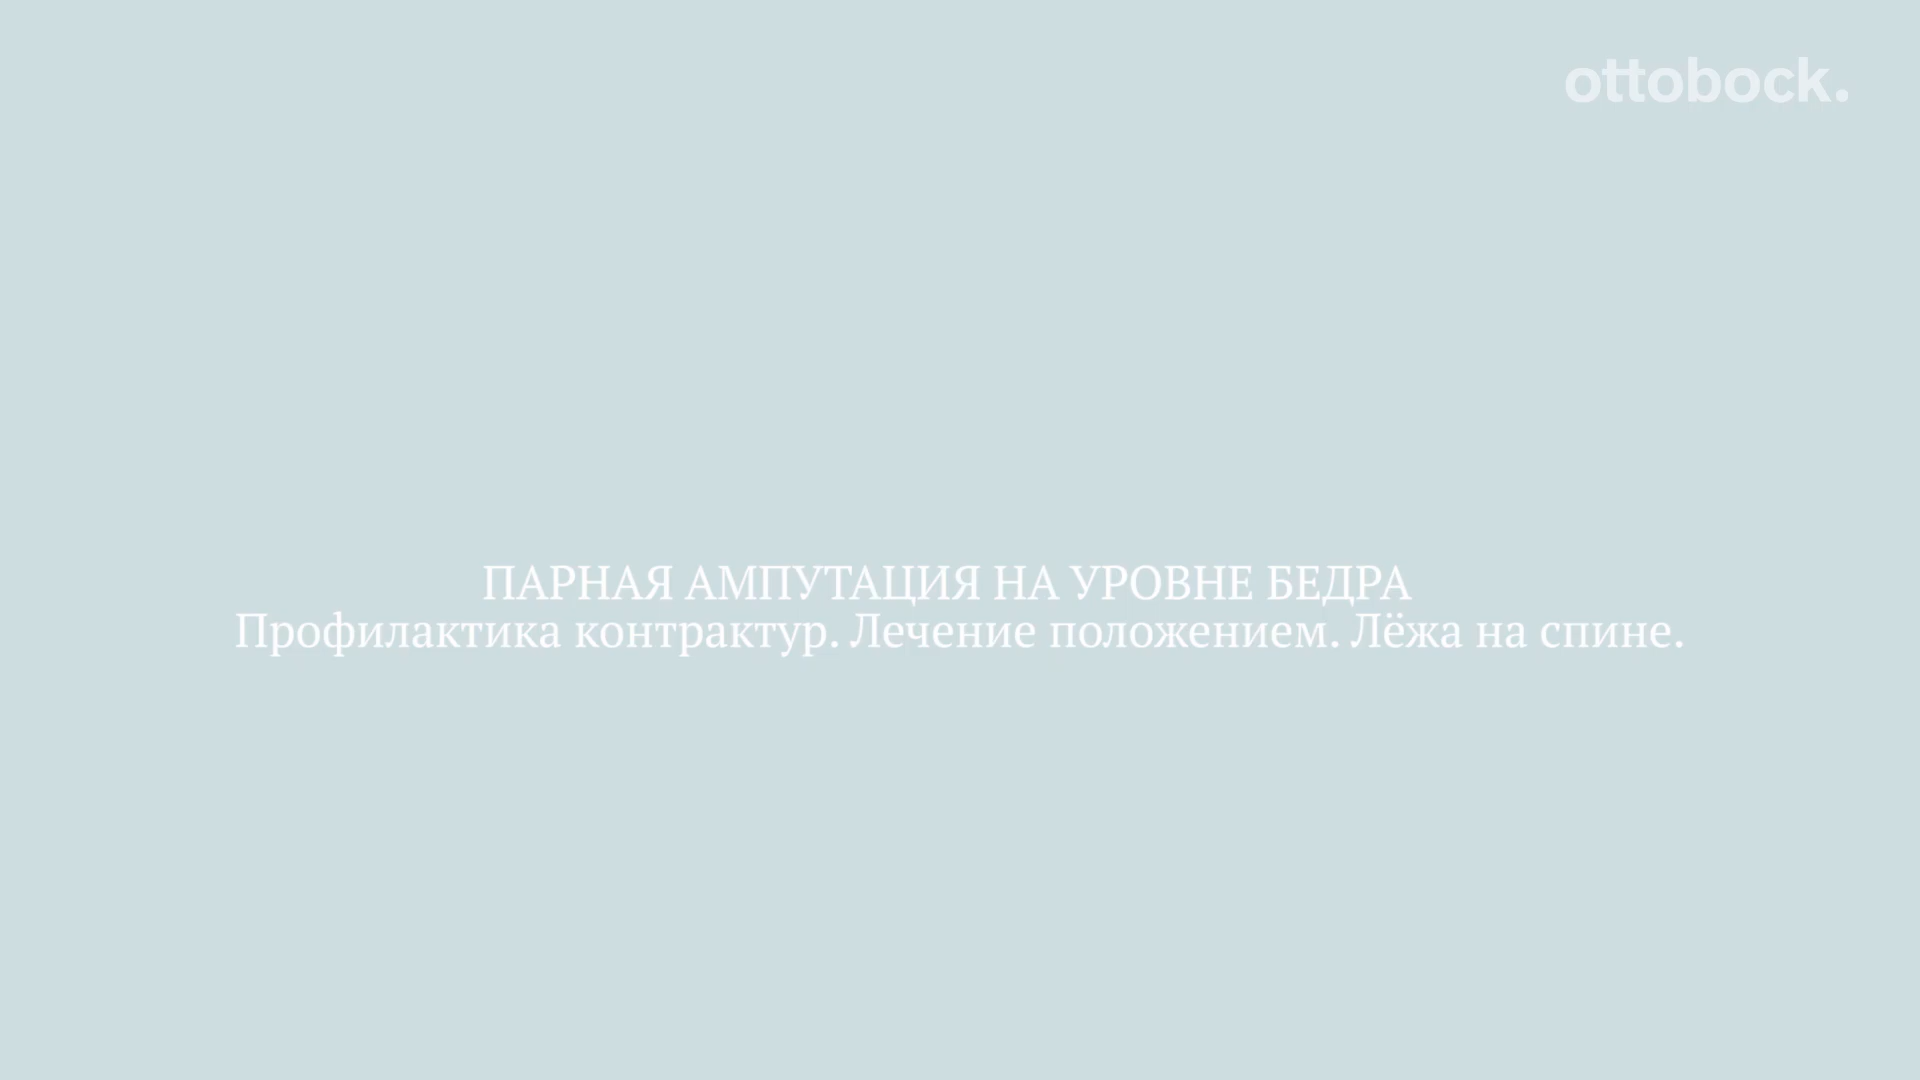 ottobock.
ПАРНАЯ АМПУТАЦИЯ НА УРОВНЕ БЕДРА
Профилактика контрактур. Лечение положением. Лёжа на спине.